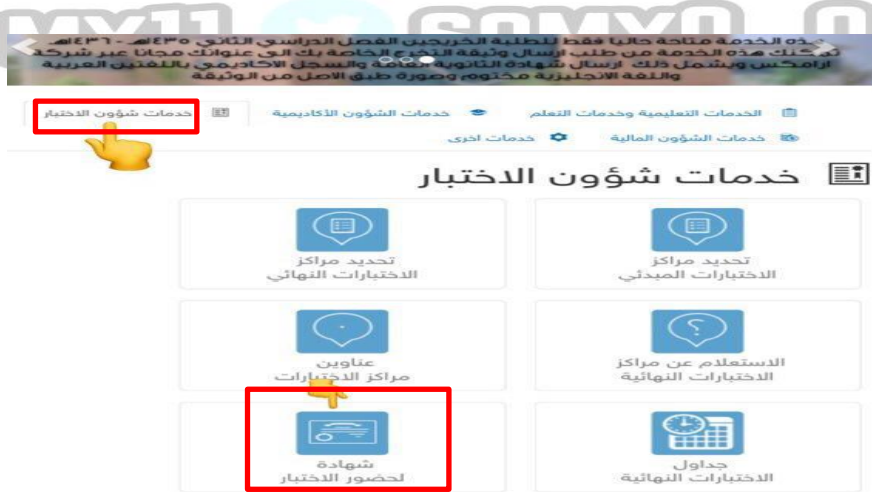 هذه الخدمة متاحة حاليا فقط للطلبة الخريجين الفصل الدراسي الثاني ١٤٣٥هـ - ١٤٣٦هـ
تمكنك هذه الخدمة من طلب إرسال وثيقة التخرج الخاصة بك الى عنوانك مجانا عبر شركة
ارامكس ويشمل ذلك ارسال شهادة الثانوية والسجل الاكاديمي باللغتين العربية
واللغة الانجليزية مختوم وصورة طبق الاصل من الوثيقة
الخدمات التعليمية وخدمات التعلم
خدمات الشؤون الأكاديمية
خدمات شؤون الاختبار
خدمات الشؤون المالية
خدمات اخرى
خدمات شؤون الاختبار
تحديد مراكز
الاختبارات المبدئي
تحديد مراكز
الاختبارات النهائي
الاستعلام عن مراكز
الاختبارات النهائية
عناوين
مراكز الاختبارات
جداول
الاختبارات النهائية
شهادة
لحضور الاختبار